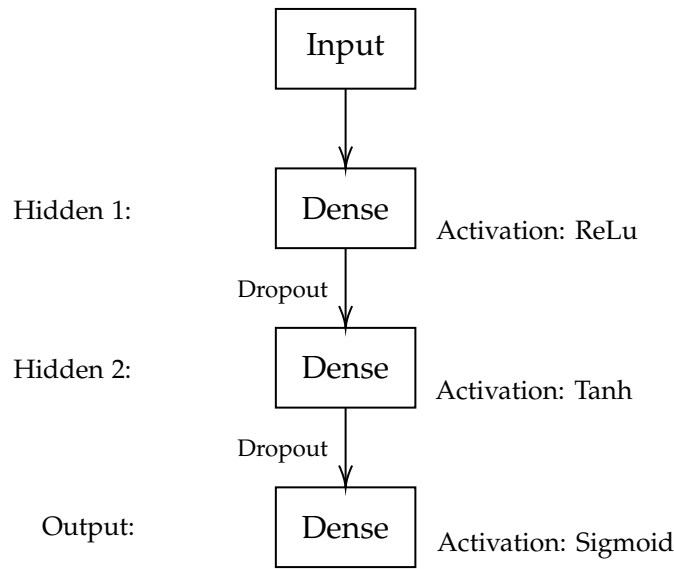 Input
Hidden 1:
Dense
Activation: ReLu
Dropout
Hidden 2:
Dense
Activation: Tanh
Dropout
Output:
Dense
Activation: Sigmoid